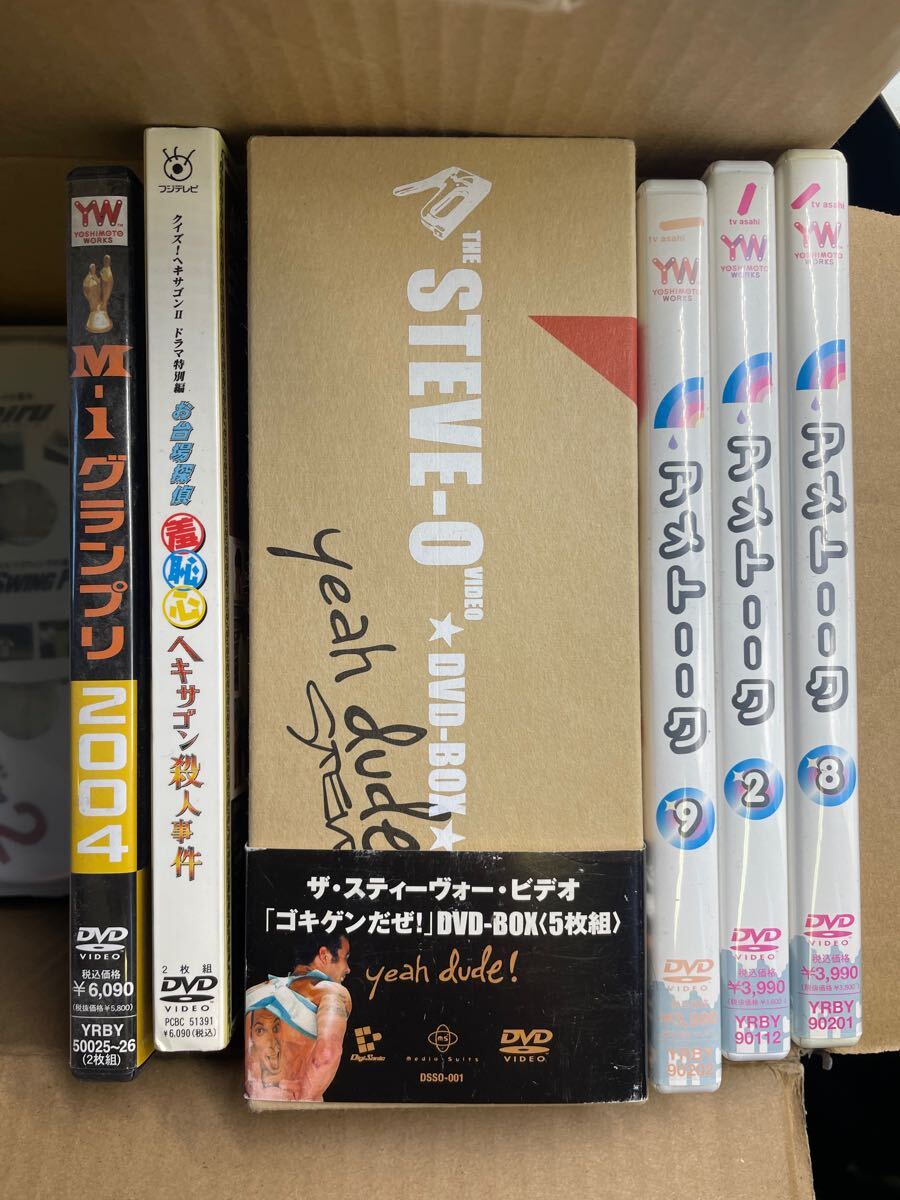 YW
YOSHIMOTO
WORKS
M-1 グランプリ
2004
DVD
VIDEO
税込価格
¥6,090
(税抜価格¥5,800)
YRBY
50025~26
(2枚組)
フジテレビ
クイズ!ヘキサゴンII ドラマ特別編
お台場探偵
羞恥心
ヘキサゴン殺人事件
2枚組
DVD
VIDEO
PCBC 51391
¥6,090(税込)
THE STEVE-O VIDEO ★ DVD-BOX ★
yeah dude
ザ・スティーヴォー・ビデオ
「ゴキゲンだぜ!」DVD-BOX〈5枚組〉
yeah dude!
DigiSonic
ms
Media Suits
DVD
VIDEO
DSSO-001
tv asahi
YW
YOSHIMOTO
WORKS
アメトーーク
9
DVD
VIDEO
YRBY
90202
tv asahi
YW
YOSHIMOTO
WORKS
アメトーーク
2
DVD
VIDEO
税込価格
¥3,990
YRBY
90112
tv asahi
YW
YOSHIMOTO
WORKS
アメトーーク
8
DVD
VIDEO
税込価格
¥3,990
YRBY
90201